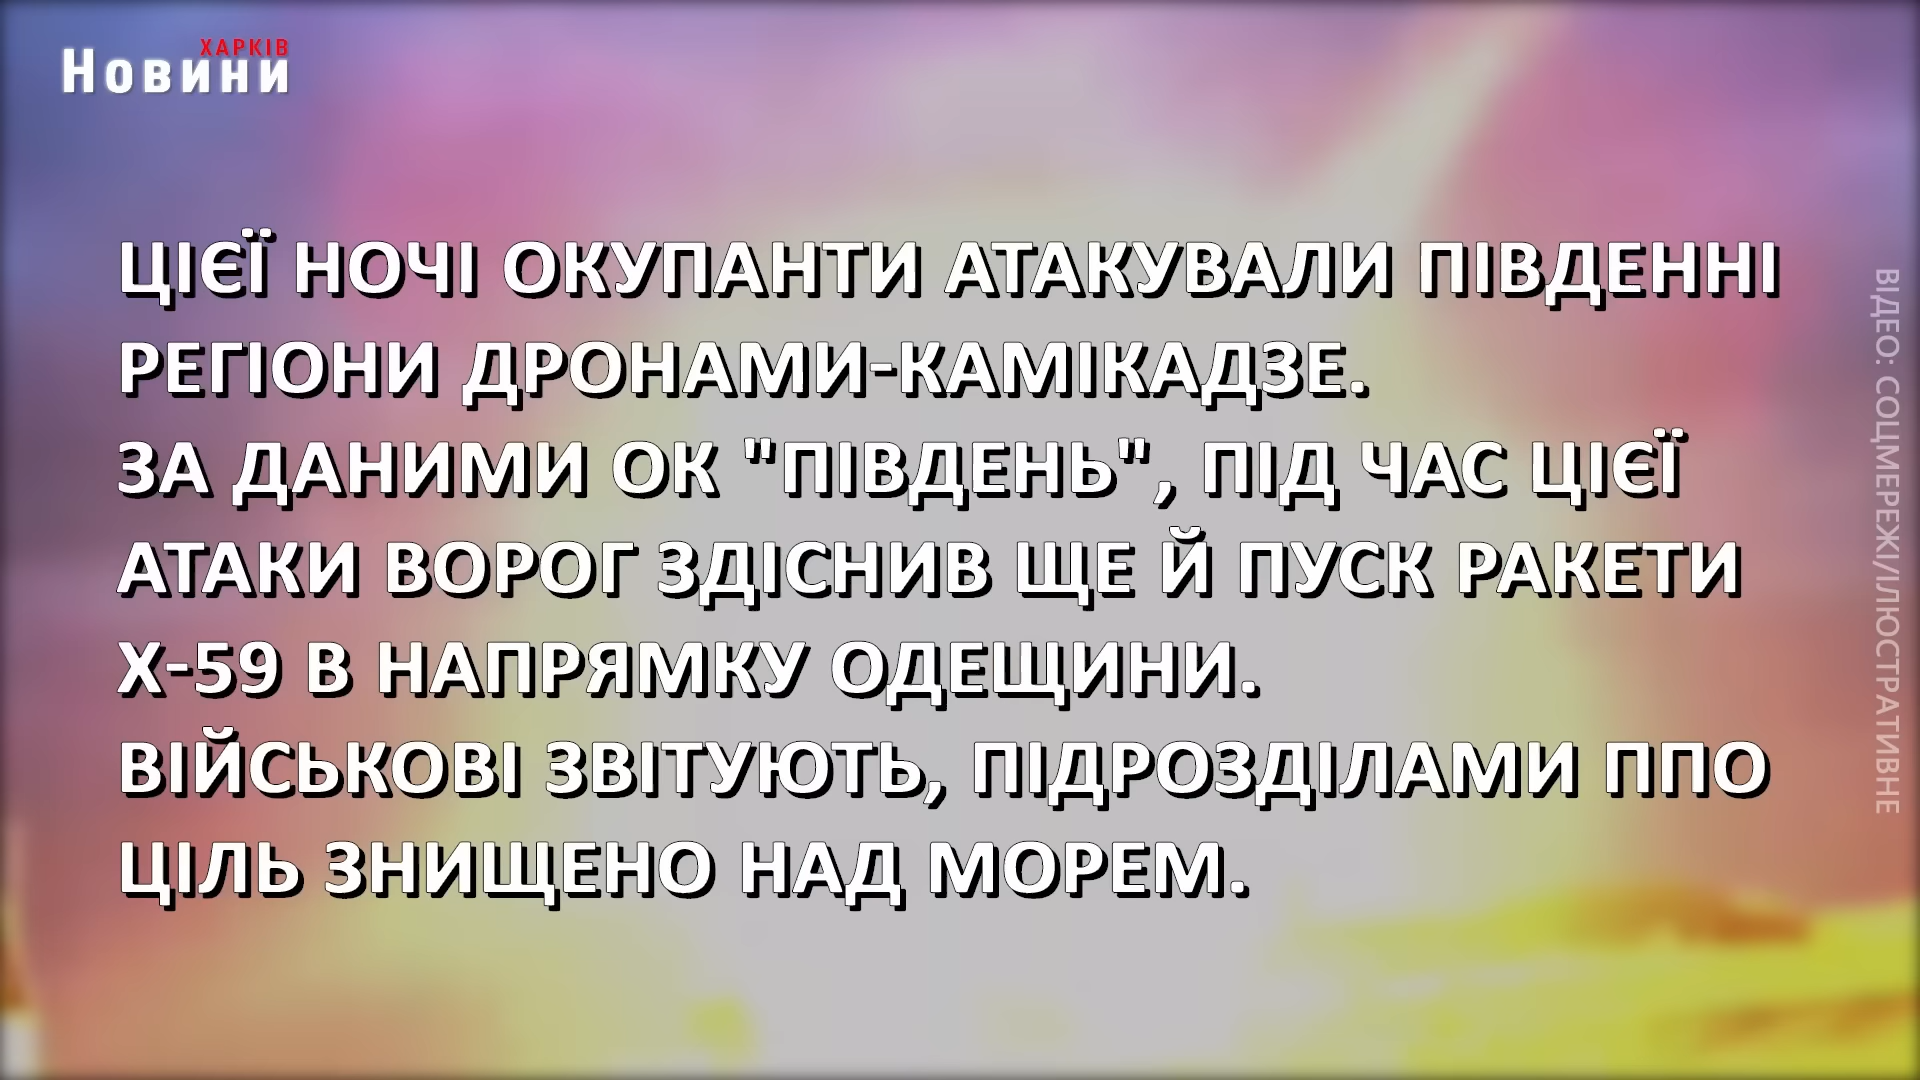 ХАРКІВ
Новини
ЦІЄЇ НОЧІ ОКУПАНТИ АТАКУВАЛИ ПІВДЕННІ
РЕГІОНИ ДРОНАМИ-КАМІКАДЗЕ.
ЗА ДАНИМИ ОК "ПІВДЕНЬ", ПІД ЧАС ЦІЄЇ
АТАКИ ВОРОГ ЗДІСНИВ ЩЕ Й ПУСК РАКЕТИ
Х-59 В НАПРЯМКУ ОДЕЩИНИ.
ВІЙСЬКОВІ ЗВІТУЮТЬ, ПІДРОЗДІЛАМИ ППО
ЦІЛЬ ЗНИЩЕНО НАД МОРЕМ.
ВІДЕО: СОЦМЕРЕЖІ/ІЛЮСТРАТИВНЕ